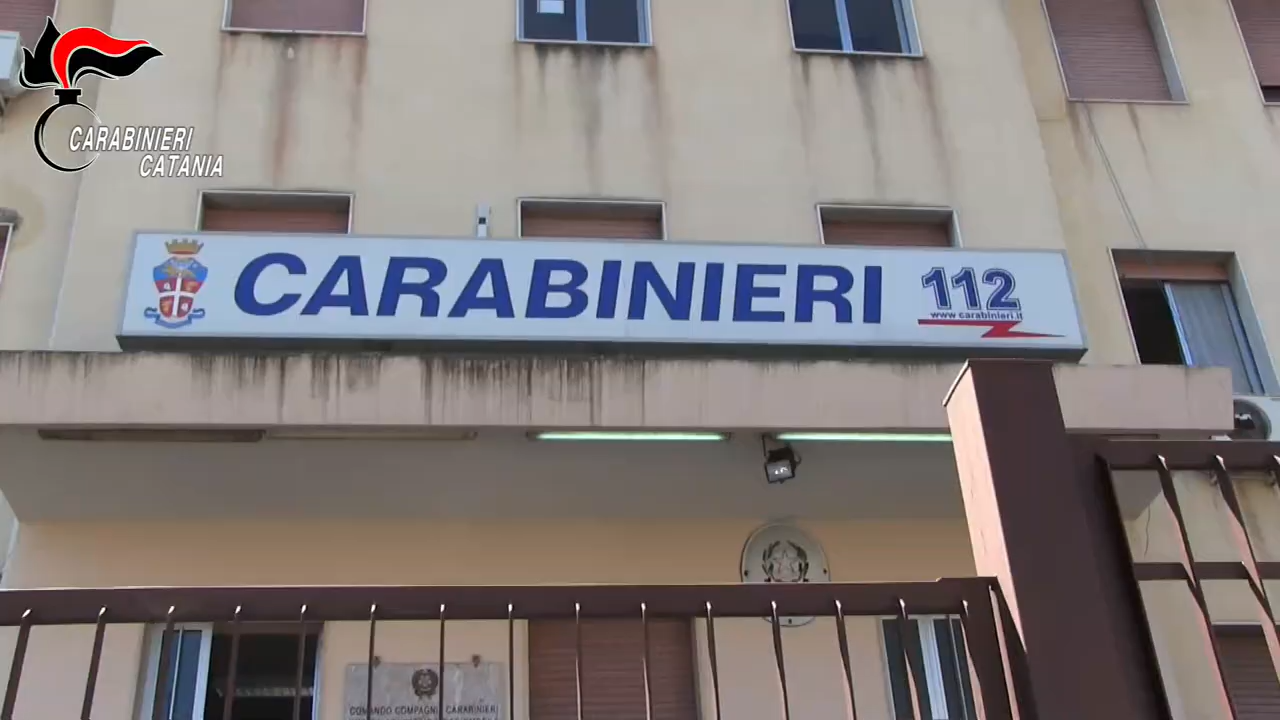 CARABINIERI
CATANIA
CARABINIERI
112
www.carabinieri.it
COMANDO COMPAGNIA CARABINIERI